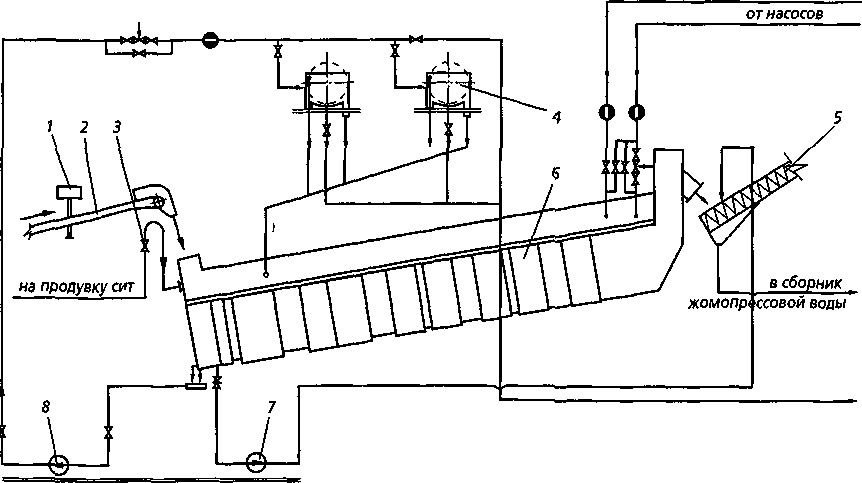 от насосов
1
2
3
4
5
6
на продувку сит
в сборник
жомопрессовой воды
8
7